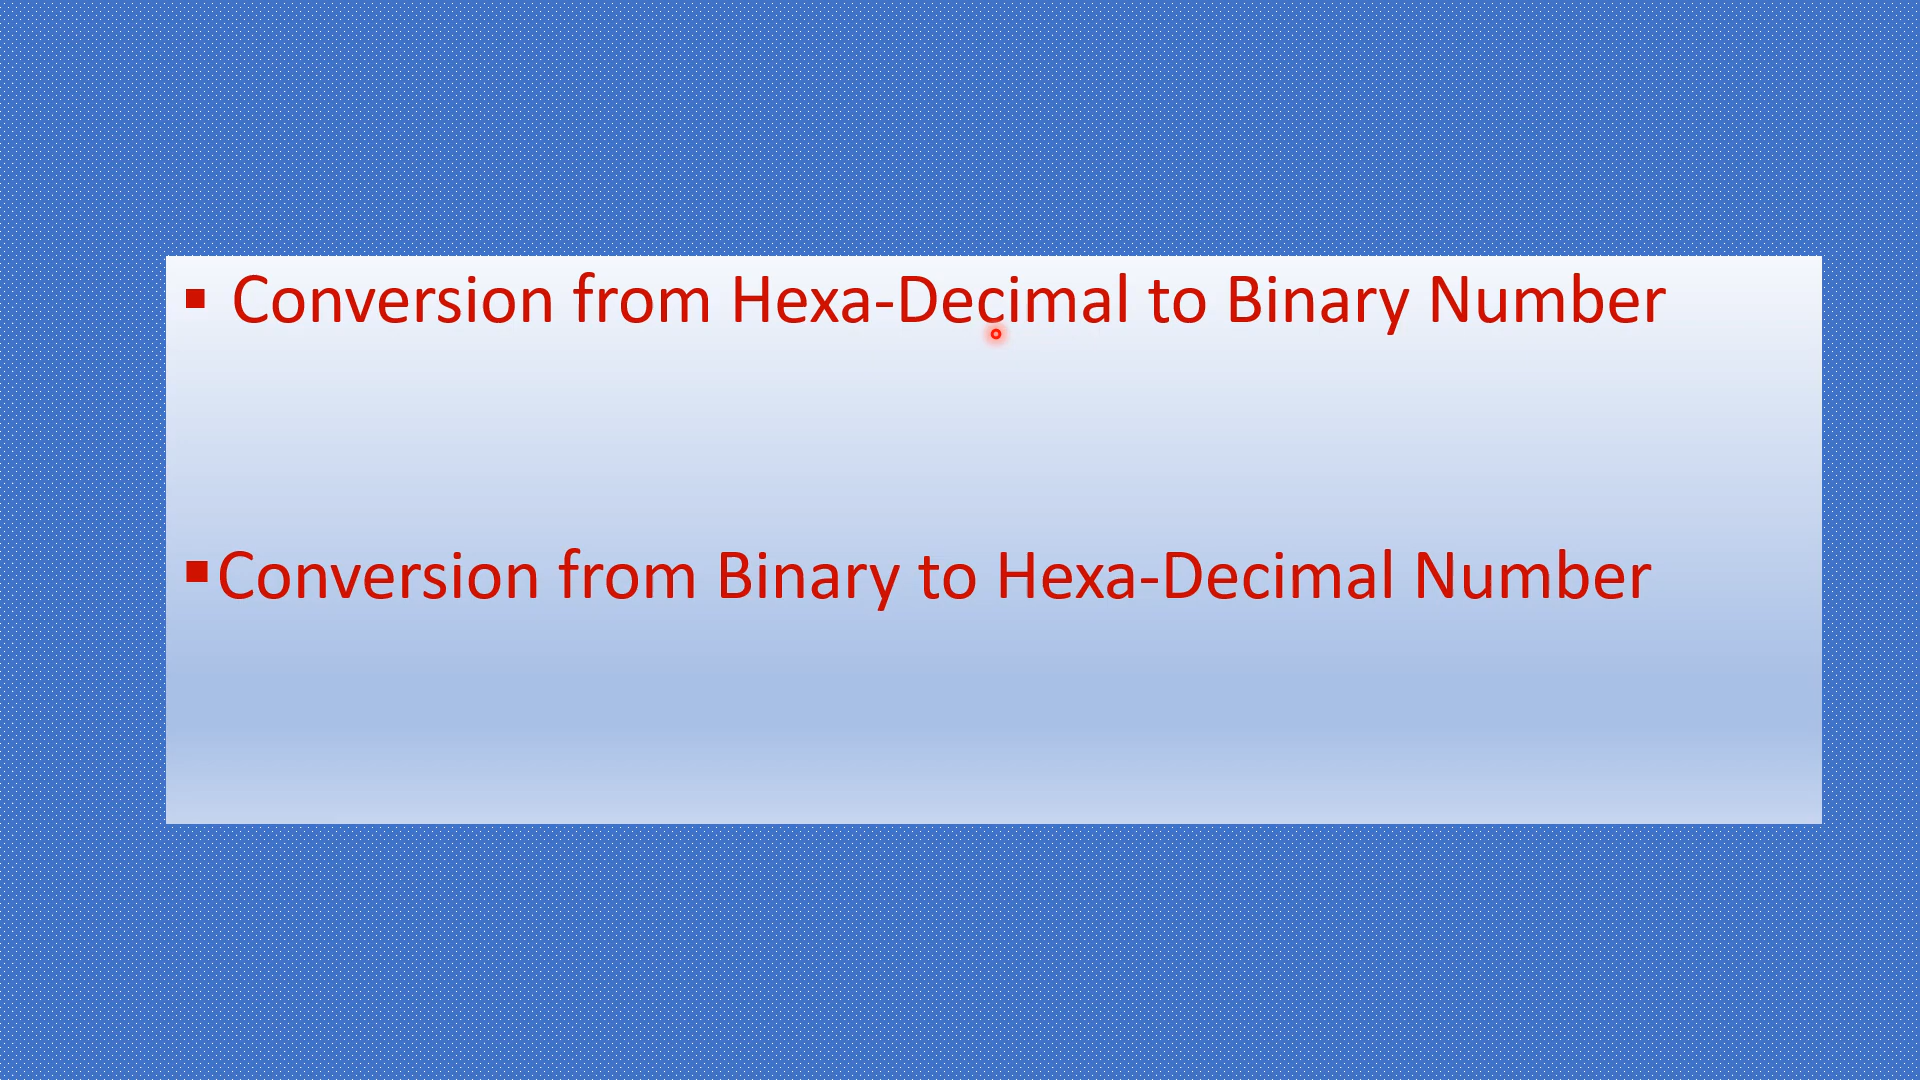 ▪ Conversion from Hexa-Decimal to Binary Number
▪Conversion from Binary to Hexa-Decimal Number